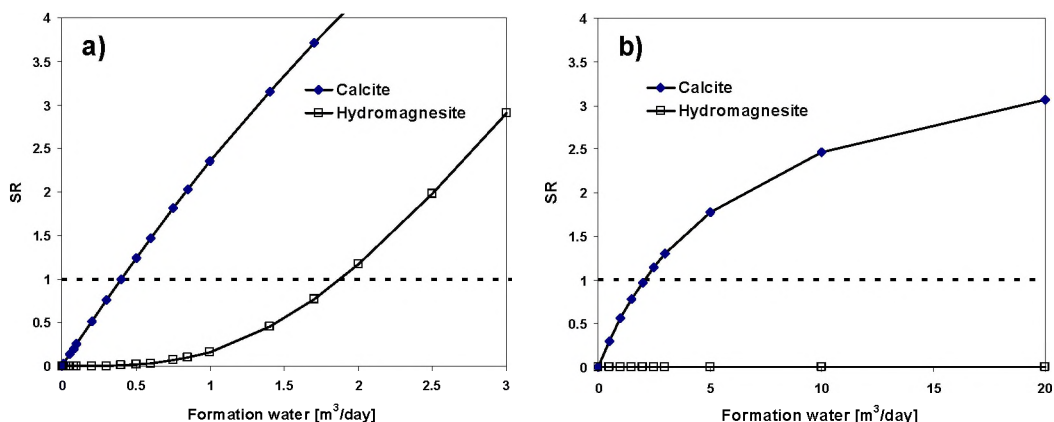 a)
4
3.5
3
2.5
2
1.5
1
0.5
0
SR
Calcite
Hydromagnesite
0 0.5 1 1.5 2 2.5 3
Formation water [m³/day]
b)
4
3.5
3
2.5
2
1.5
1
0.5
0
SR
Calcite
Hydromagnesite
0 5 10 15 20
Formation water [m³/day]